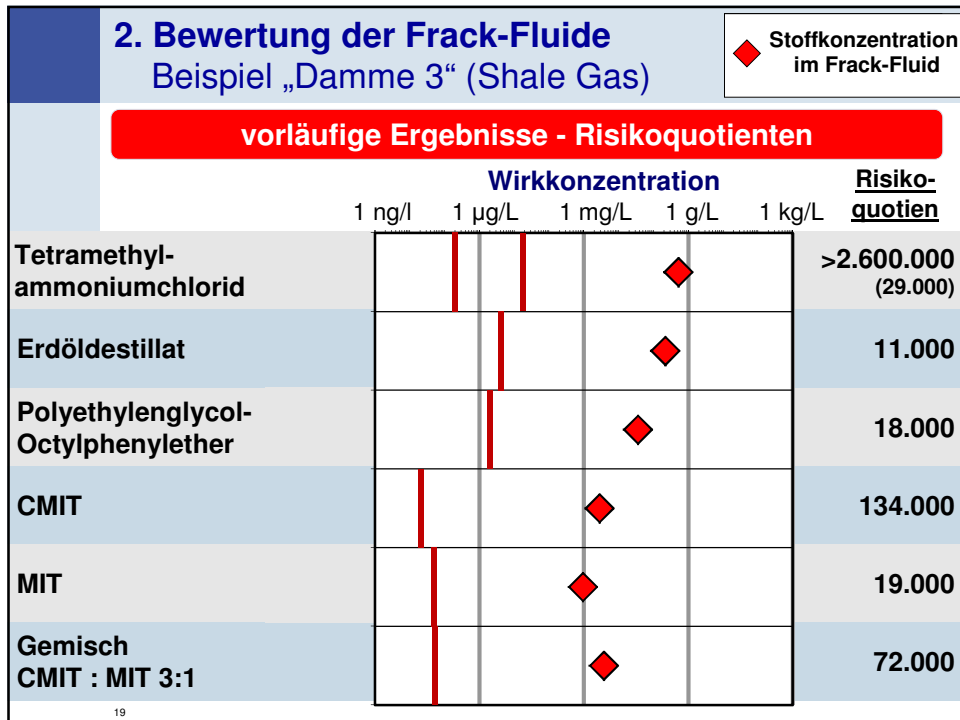 2. Bewertung der Frack-Fluide
Beispiel „Damme 3“ (Shale Gas)
Stoffkonzentration
im Frack-Fluid
vorläufige Ergebnisse - Risikoquotienten
Wirkkonzentration
Risiko-
quotien
1 ng/l 1 µg/L 1 mg/L 1 g/L 1 kg/L
Tetramethyl-
ammoniumchlorid
>2.600.000
(29.000)
Erdöldestillat
11.000
Polyethylenglycol-
Octylphenylether
18.000
CMIT
134.000
MIT
19.000
Gemisch
CMIT : MIT 3:1
72.000
19